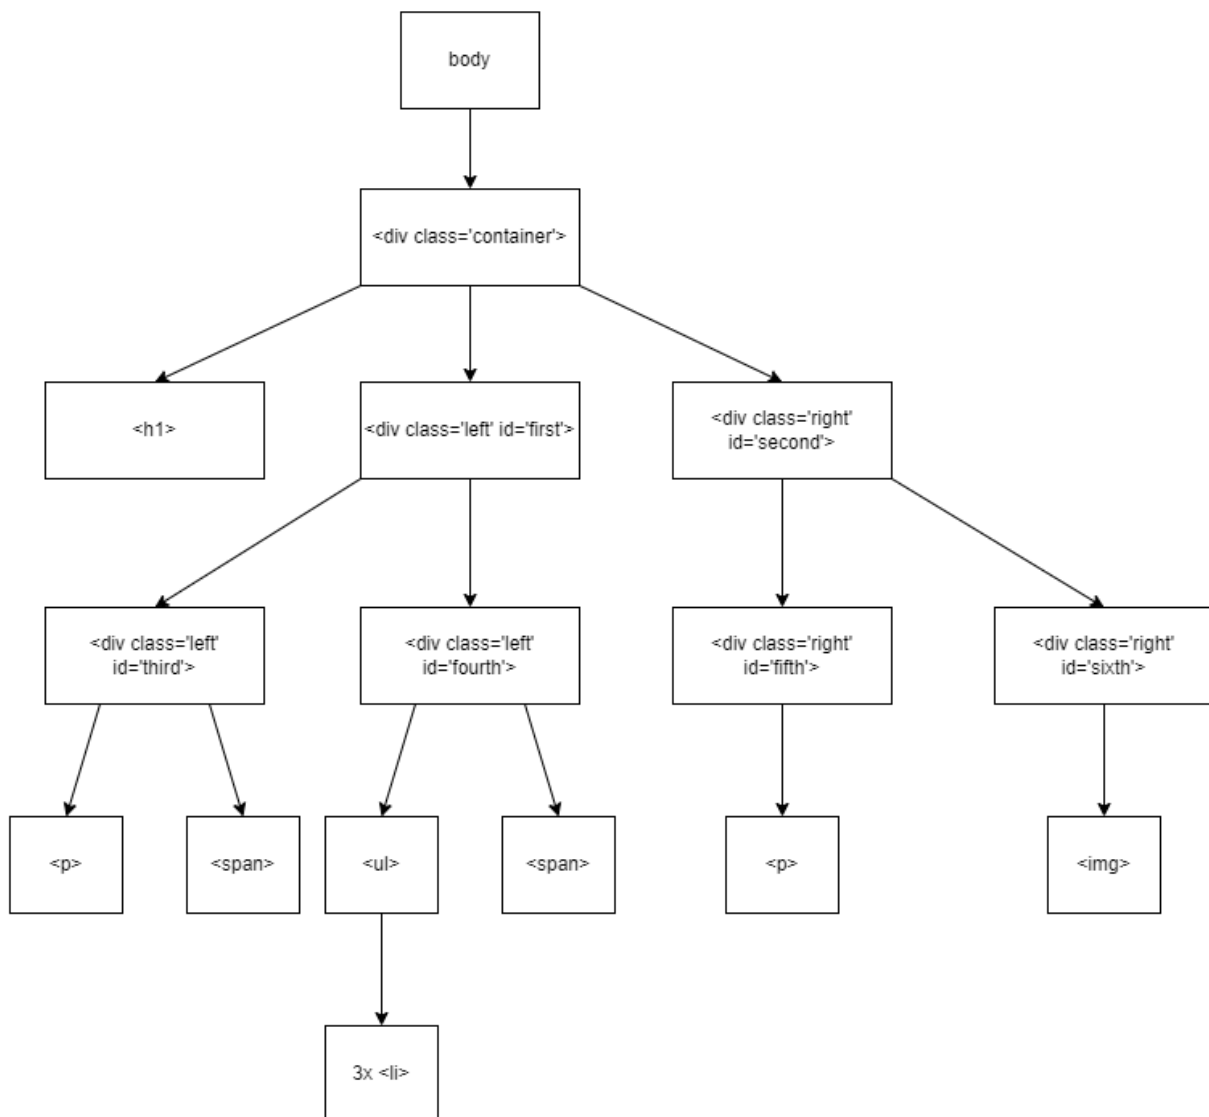 body
<div class='container'>
<h1>
<div class='left' id='first'>
<div class='right'
id='second'>
<div class='left'
id='third'>
<div class='left'
id='fourth'>
<div class='right'
id='fifth'>
<div class='right'
id='sixth'>
<p>
<span>
<ul>
<span>
<p>
<img>
3x <li>